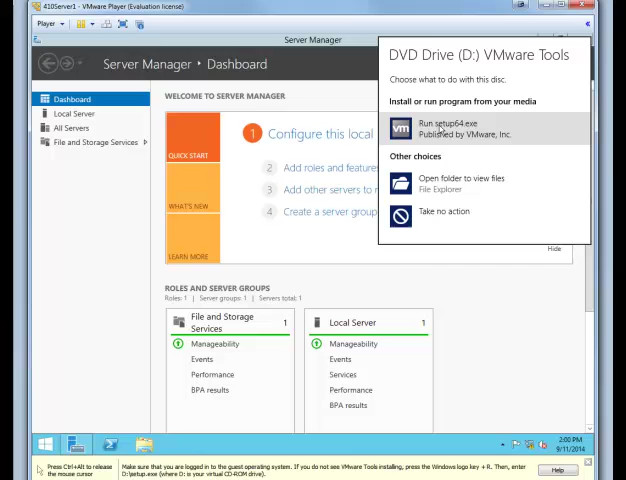 410Server1 - VMware Player (Evaluation license)
Player
Server Manager
Server Manager • Dashboard
Dashboard
Local Server
All Servers
File and Storage Services
WELCOME TO SERVER MANAGER
QUICK START
WHAT'S NEW
LEARN MORE
1 Configure this local
2 Add roles and features
3 Add other servers to
4 Create a server group
Hide
DVD Drive (D:) VMware Tools
Choose what to do with this disc.
Install or run program from your media
vm
Run setup64.exe
Published by VMware, Inc.
Other choices
Open folder to view files
File Explorer
Take no action
ROLES AND SERVER GROUPS
Roles: 1 | Server groups: 1 | Servers total: 1
File and Storage
Services
1
Manageability
Events
Performance
BPA results
Local Server 1
Manageability
Events
Services
Performance
BPA results
2:00 PM
9/11/2014
Press Ctrl+Alt to release
the mouse cursor
Make sure that you are logged in to the guest operating system. If you do not see VMware Tools installing, press the Windows logo key + R. Then, enter
D:\setup.exe (where D: is your virtual CD-ROM drive).
Help